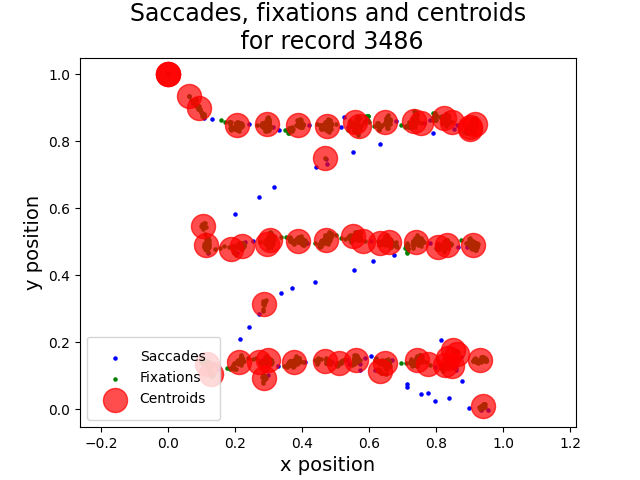 Saccades, fixations and centroids
for record 3486
1.0
0.8
0.6
0.4
0.2
0.0
y position
Saccades
Fixations
Centroids
−0.2
0.0
0.2
0.4
0.6
0.8
1.0
1.2
x position